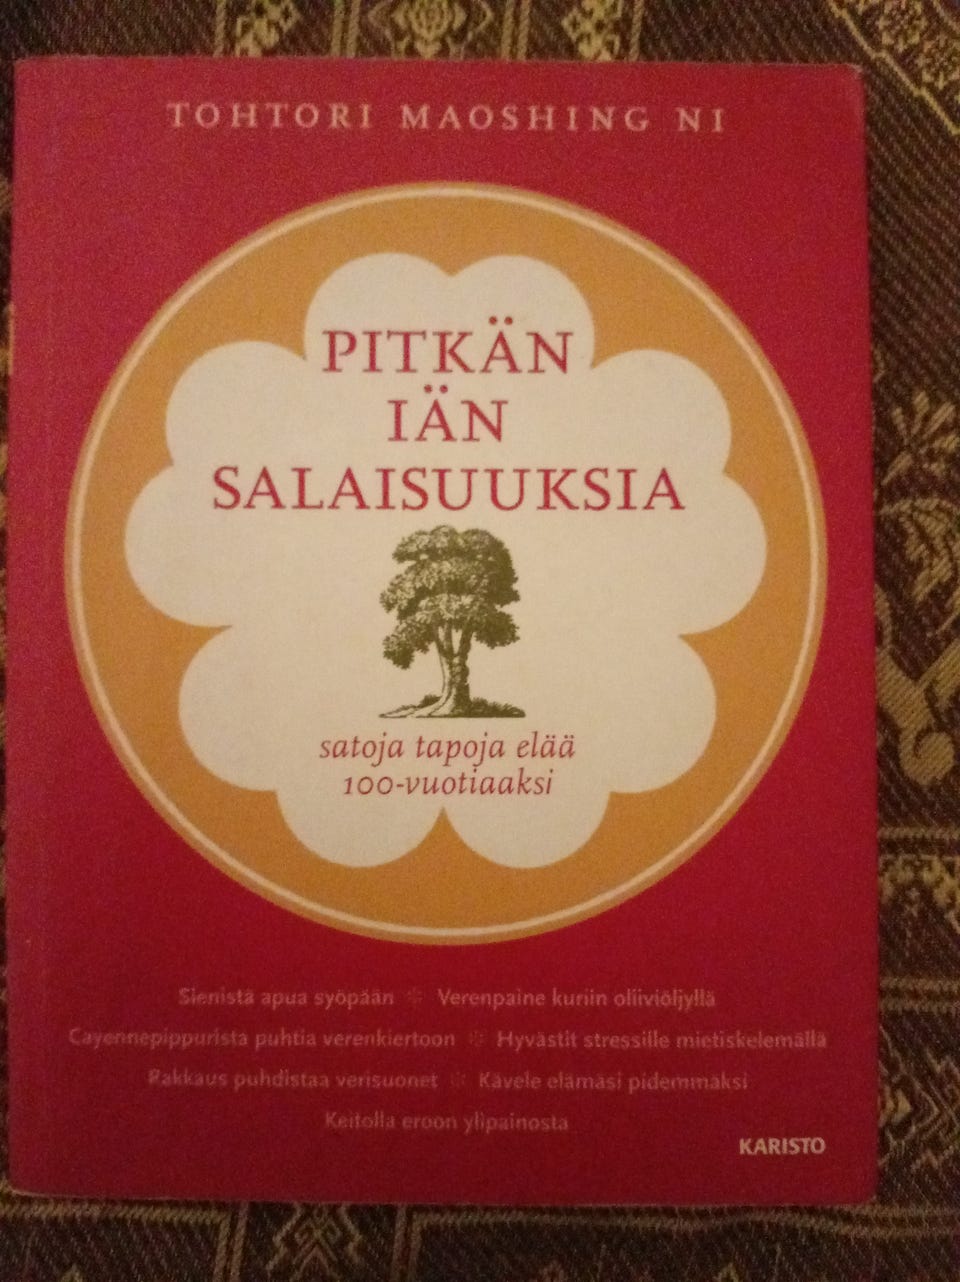 TOHTORI MAOSHING NI
PITKÄN
IÄN
SALAISUUKSIA
satoja tapoja elää
100-vuotiaaksi
Sienistä apua syöpään * Verenpaine kuriin oliiviöljyllä
Cayennepippurista puhtia verenkiertoon * Hyvästit stressille mietiskelemällä
Rakkaus puhdistaa verisuonet * Kävele elämäsi pidemmäksi
Keitolla eroon ylipainosta
KARISTO